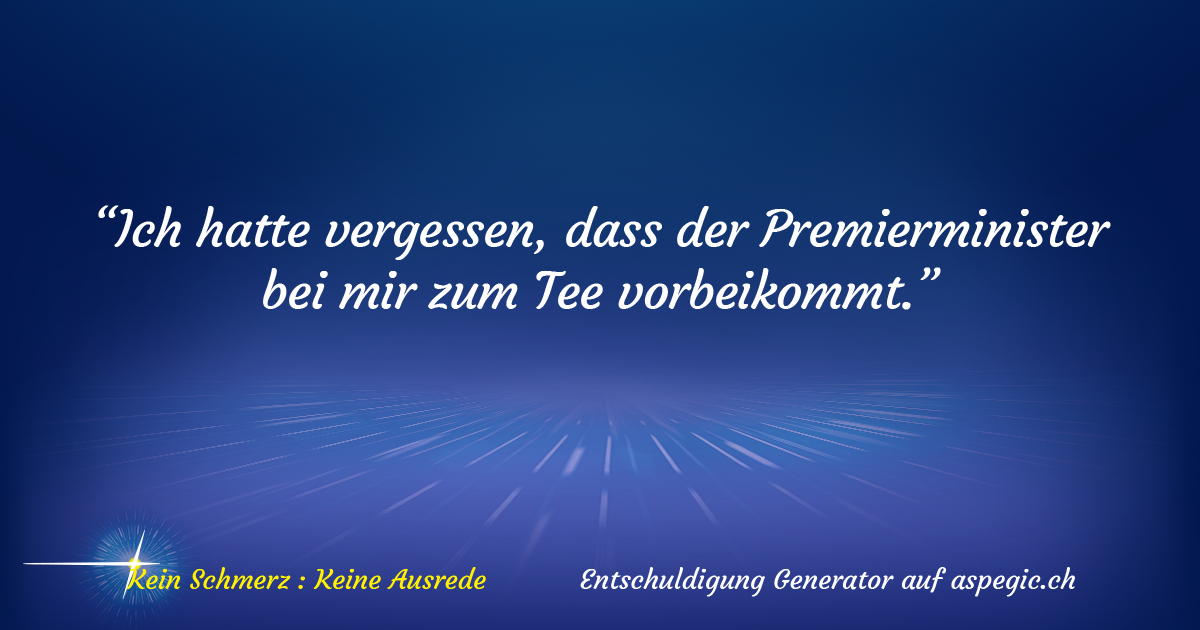 “Ich hatte vergessen, dass der Premierminister
bei mir zum Tee vorbeikommt.”
Kein Schmerz : Keine Ausrede
Entschuldigung Generator auf aspegic.ch